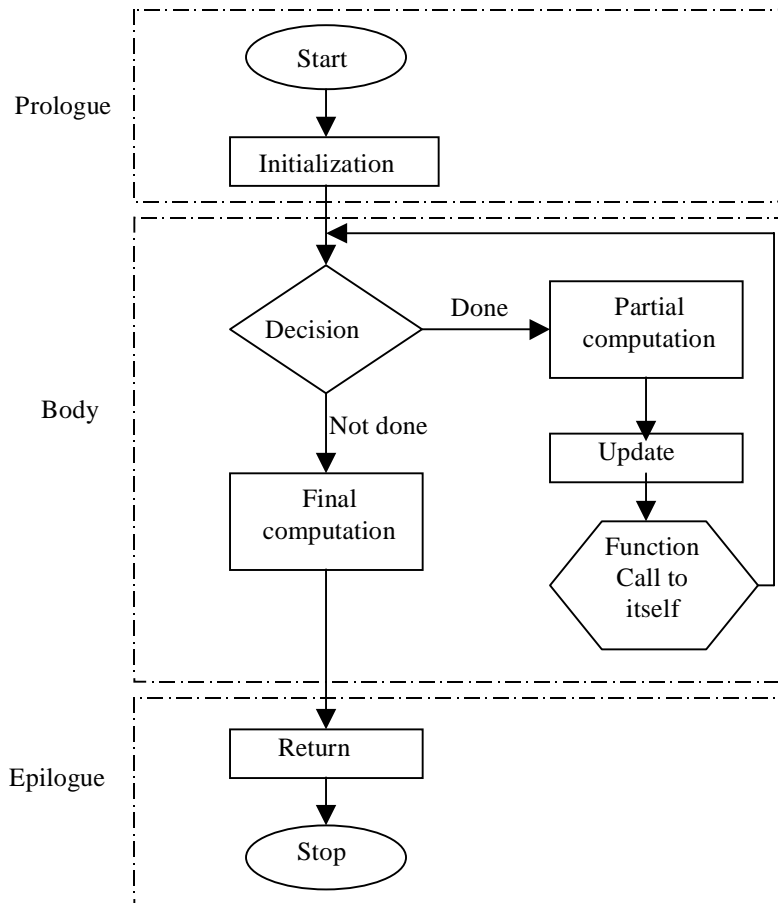 Start
Prologue
Initialization
Decision
Done
Partial
computation
Body
Not done
Update
Final
computation
Function
Call to
itself
Return
Epilogue
Stop